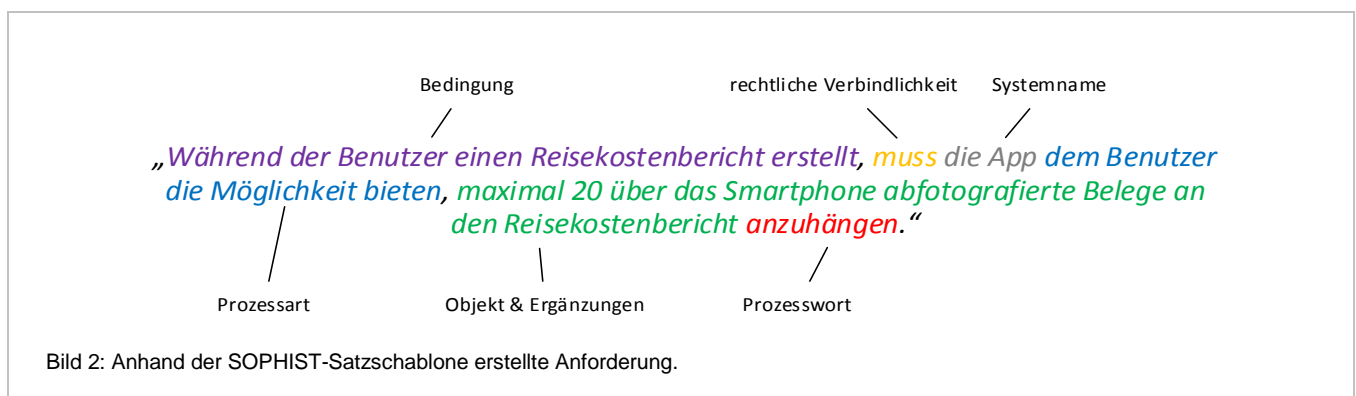 Bedingung rechtliche Verbindlichkeit Systemname
„Während der Benutzer einen Reisekostenbericht erstellt, muss die App dem Benutzer
die Möglichkeit bieten, maximal 20 über das Smartphone abfotografierte Belege an
den Reisekostenbericht anzuhängen.“
Prozessart Objekt & Ergänzungen Prozesswort
Bild 2: Anhand der SOPHIST-Satzschablone erstellte Anforderung.